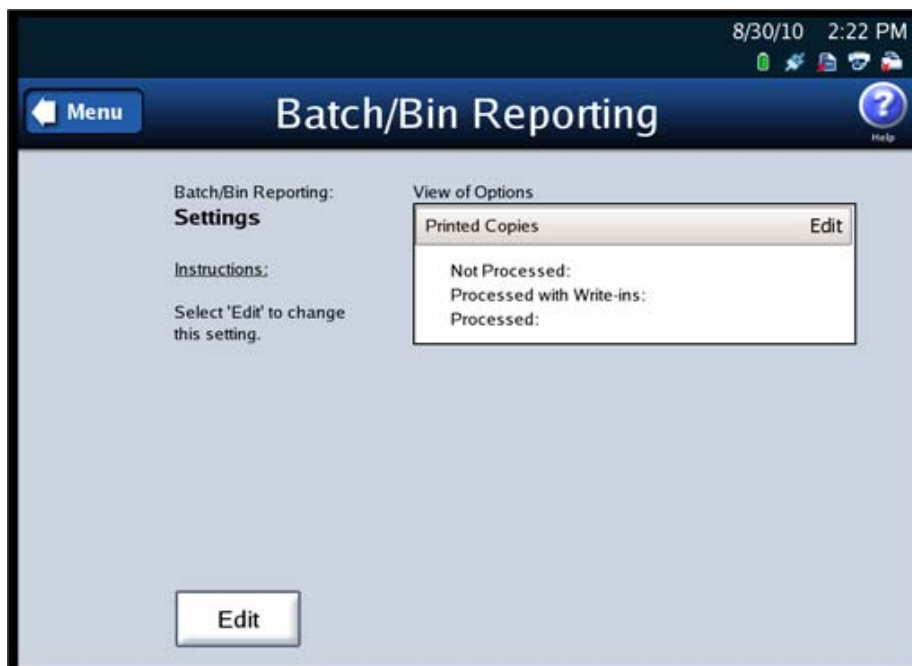 8/30/10 2:22 PM
Menu
Batch/Bin Reporting
Help
Batch/Bin Reporting:
Settings
Instructions:
Select 'Edit' to change
this setting.
View of Options
Printed Copies Edit
Not Processed:
Processed with Write-ins:
Processed:
Edit